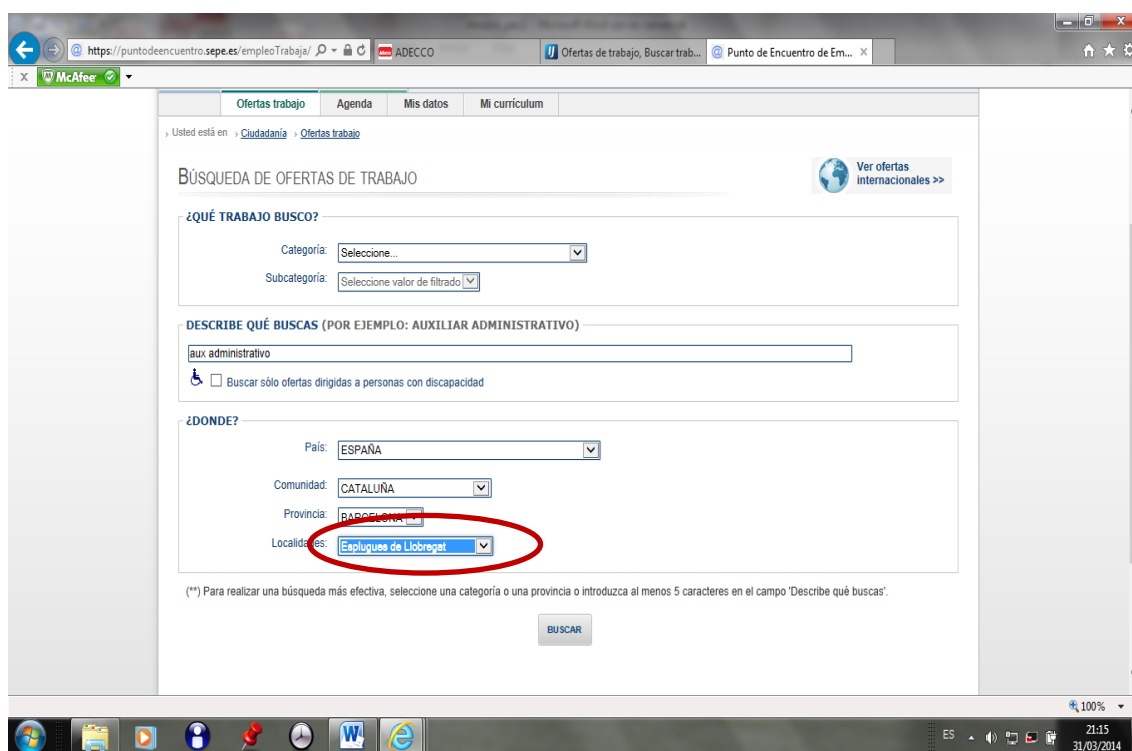 https://puntodeencuentro.sepe.es/empleoTrabaja/
ADECCO
Ofertas de trabajo, Buscar trab...
Punto de Encuentro de Em...
x McAfee
Ofertas trabajo Agenda Mis datos Mi currículum
Usted está en › Ciudadanía › Ofertas trabajo
BÚSQUEDA DE OFERTAS DE TRABAJO
Ver ofertas
internacionales >>
¿QUÉ TRABAJO BUSCO?
Categoría: Seleccione...
Subcategoría: Seleccione valor de filtrado
DESCRIBE QUÉ BUSCAS (POR EJEMPLO: AUXILIAR ADMINISTRATIVO)
aux administrativo
Buscar sólo ofertas dirigidas a personas con discapacidad
¿DONDE?
País: ESPAÑA
Comunidad: CATALUÑA
Provincia: BARCELONA
Localidades: Esplugues de Llobregat
(**) Para realizar una búsqueda más efectiva, seleccione una categoría o una provincia o introduzca al menos 5 caracteres en el campo 'Describe qué buscas'.
BUSCAR
100%
ES
21:15
31/03/2014